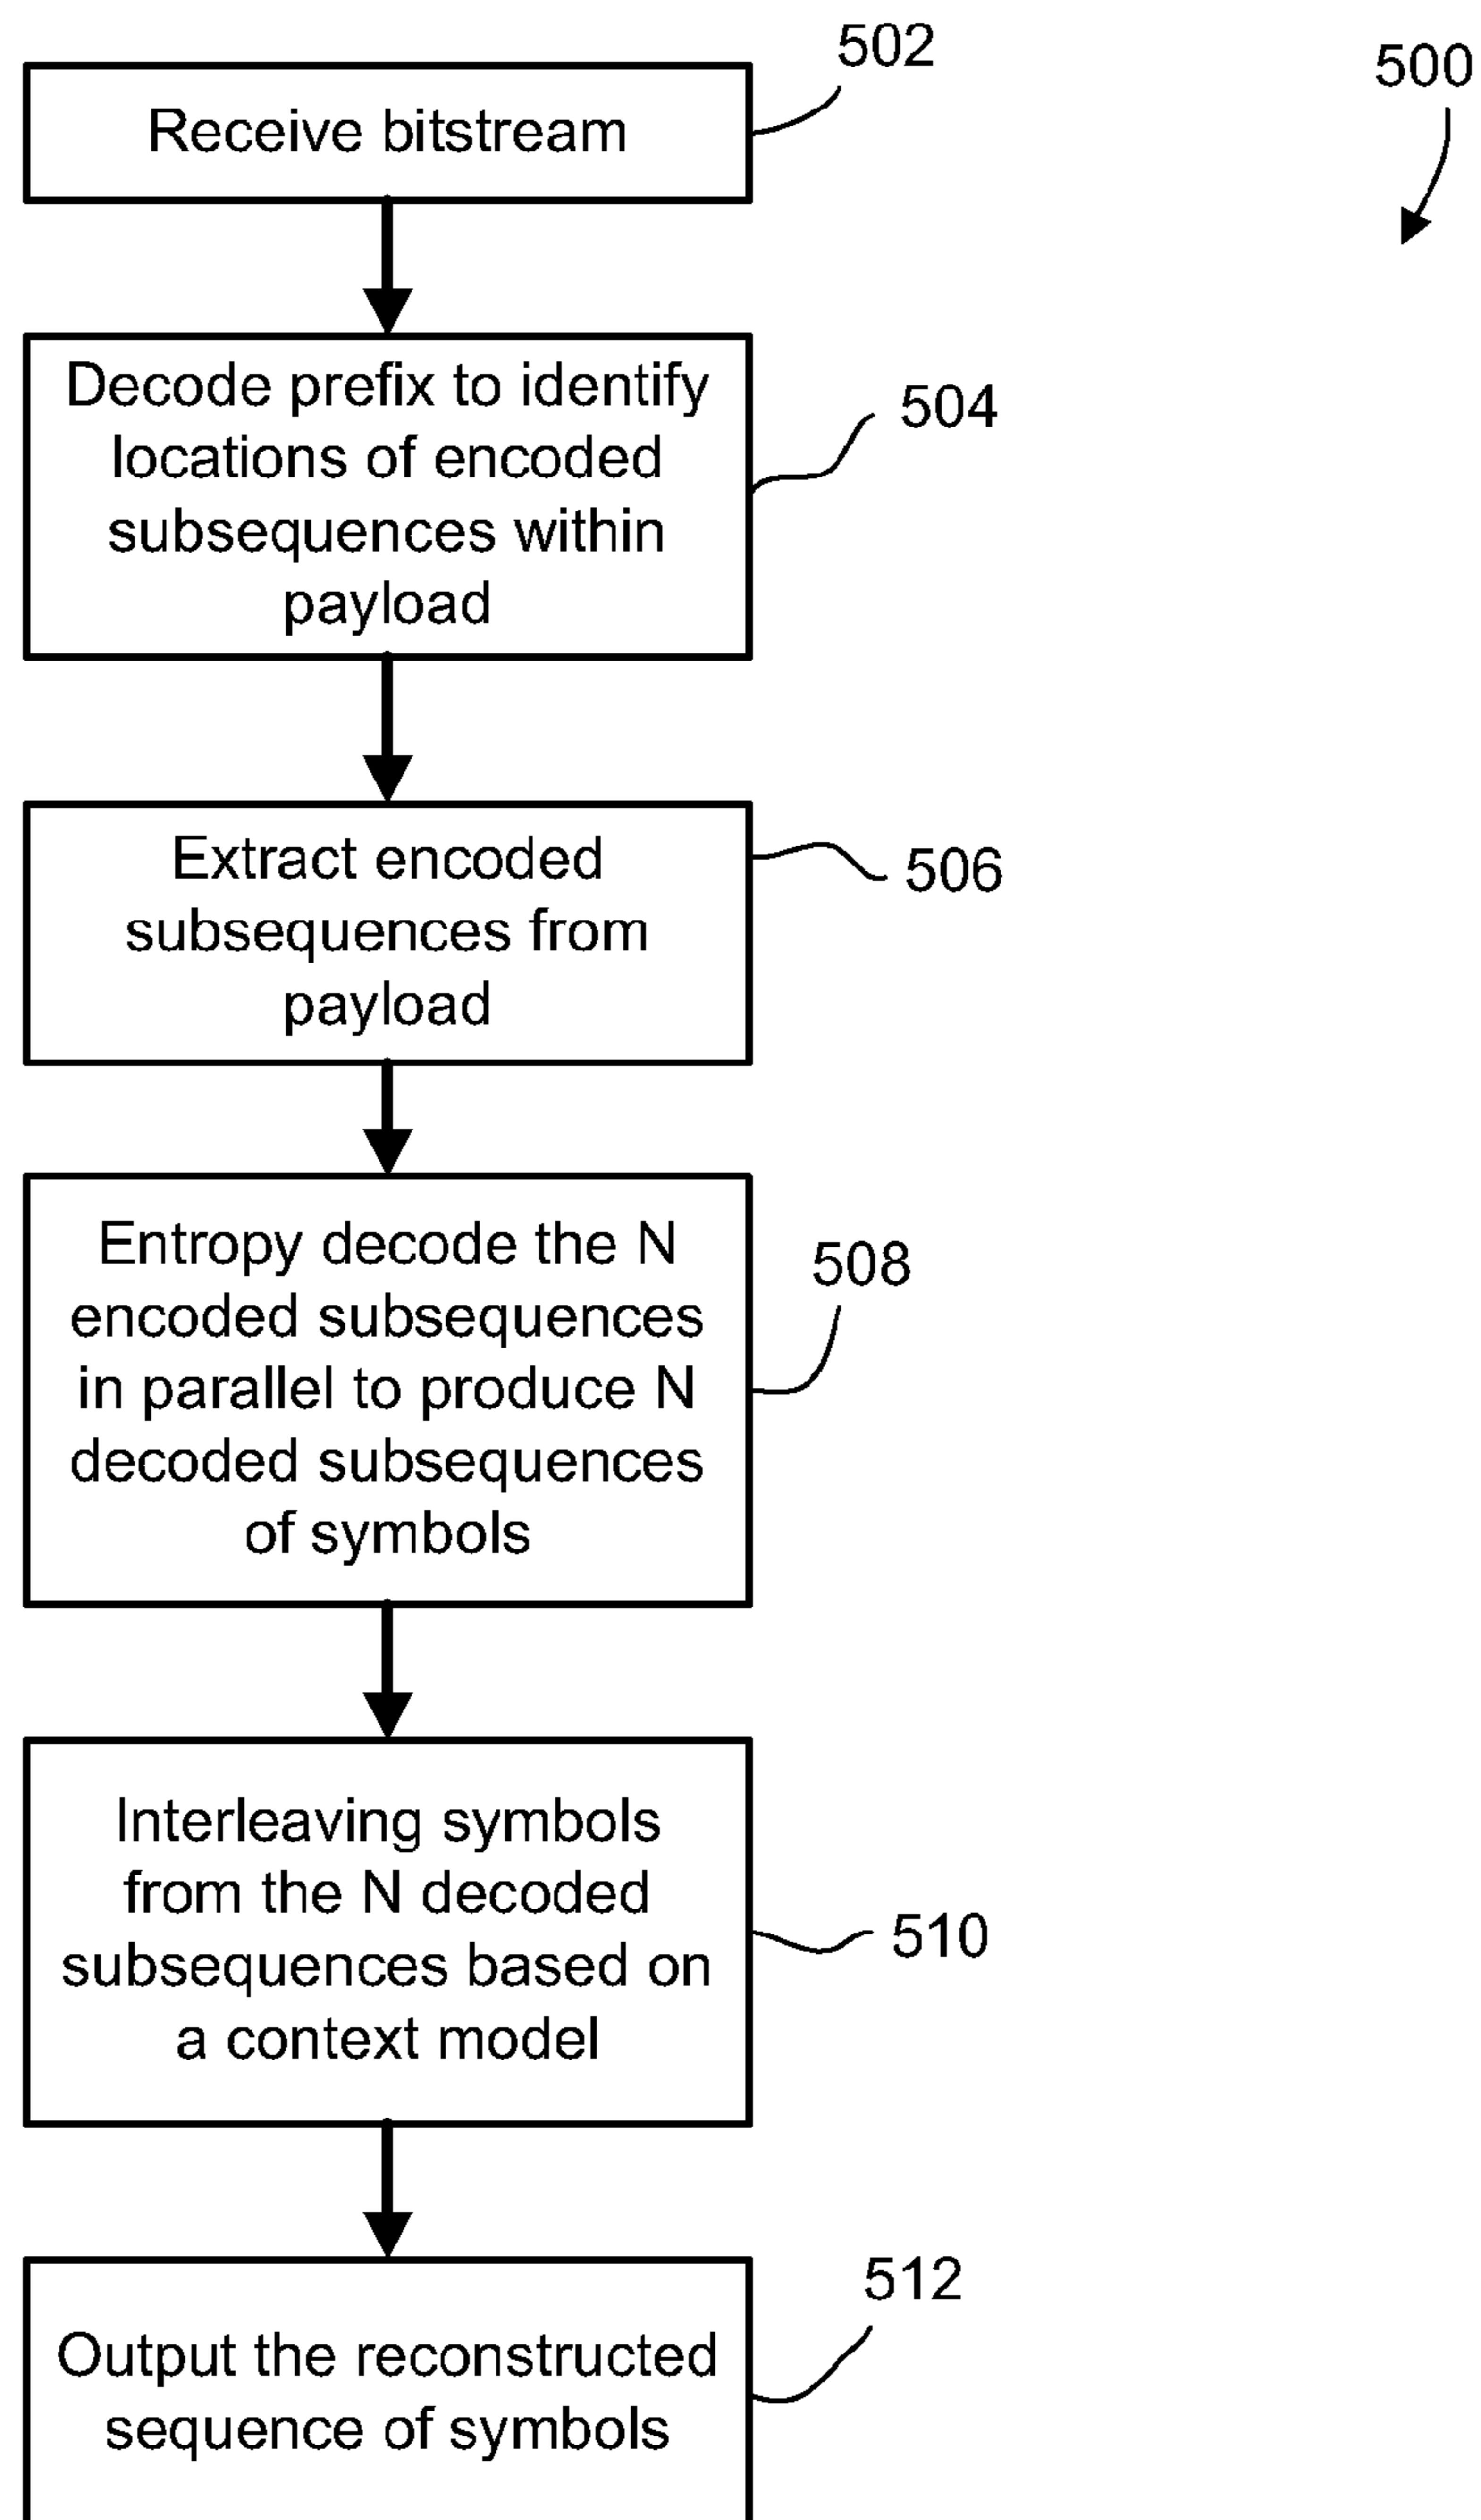 502
500
Receive bitstream
Decode prefix to identify
locations of encoded
subsequences within
payload
504
Extract encoded
subsequences from
payload
506
Entropy decode the N
encoded subsequences
in parallel to produce N
decoded subsequences
of symbols
508
Interleaving symbols
from the N decoded
subsequences based on
a context model
510
Output the reconstructed
sequence of symbols
512